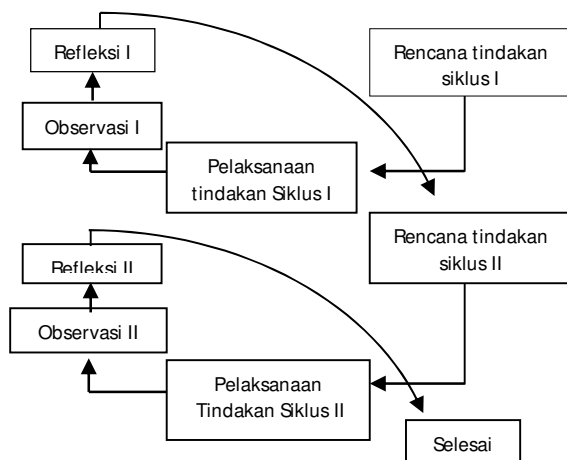 Refleksi I
Rencana tindakan
siklus I
Observasi I
Pelaksanaan
tindakan Siklus I
Rencana tindakan
siklus II
Refleksi II
Observasi II
Pelaksanaan
Tindakan Siklus II
Selesai